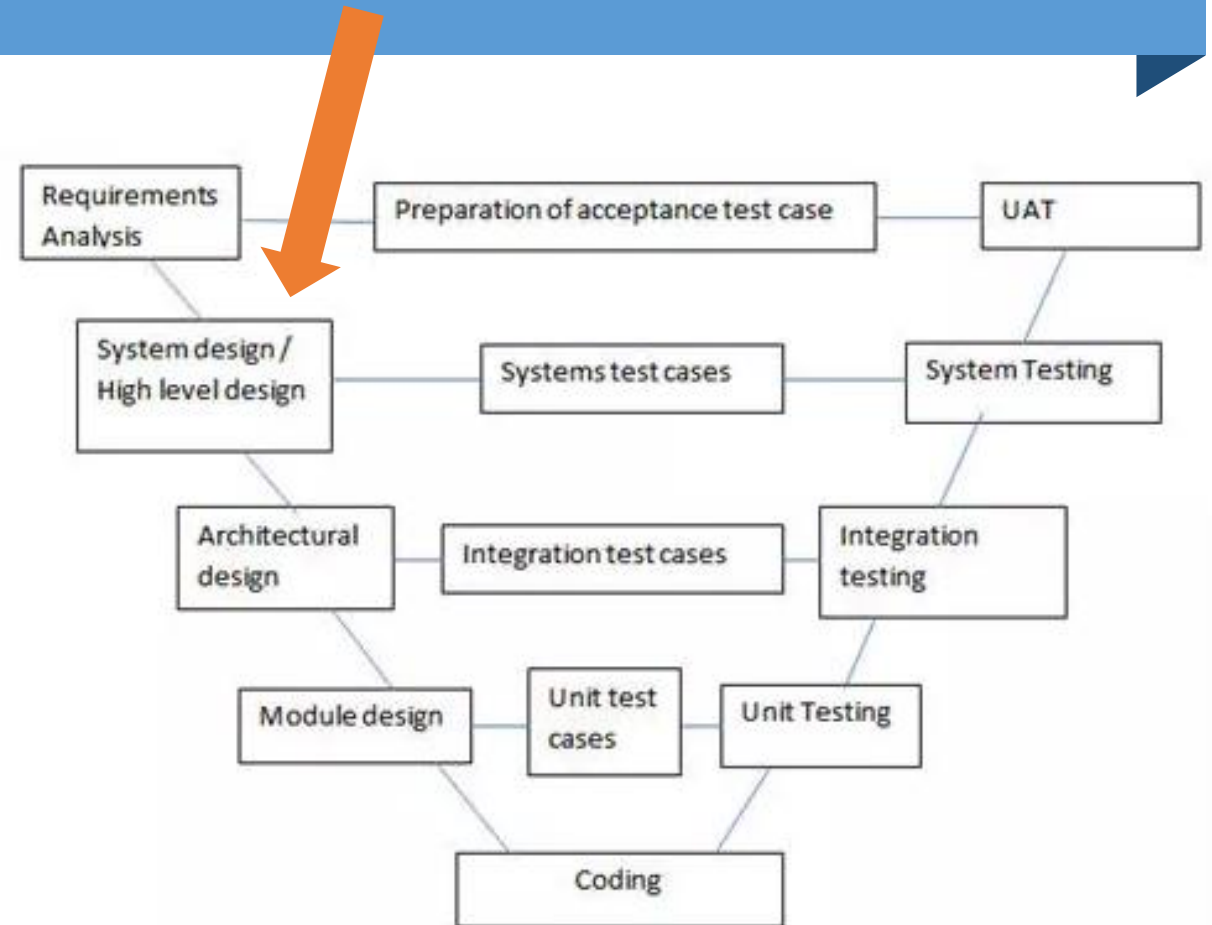 Requirements
Analysis
Preparation of acceptance test case
UAT
System design /
High level design
Systems test cases
System Testing
Architectural
design
Integration test cases
Integration
testing
Module design
Unit test
cases
Unit Testing
Coding